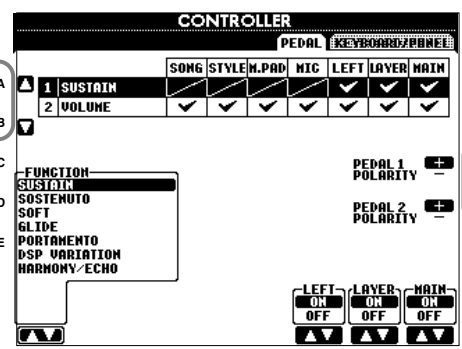 CONTROLLER
PEDAL KEYBOARD/PANEL
SONG STYLE M.PAD MIC LEFT LAYER MAIN
A
1 SUSTAIN
2 VOLUME
B
C
FUNCTION
SUSTAIN
SOSTENUTO
SOFT
GLIDE
PORTAMENTO
DSP VARIATION
HARMONY/ECHO
D
E
PEDAL 1 +
POLARITY −
PEDAL 2 +
POLARITY −
LEFT LAYER MAIN
ON ON ON
OFF OFF OFF